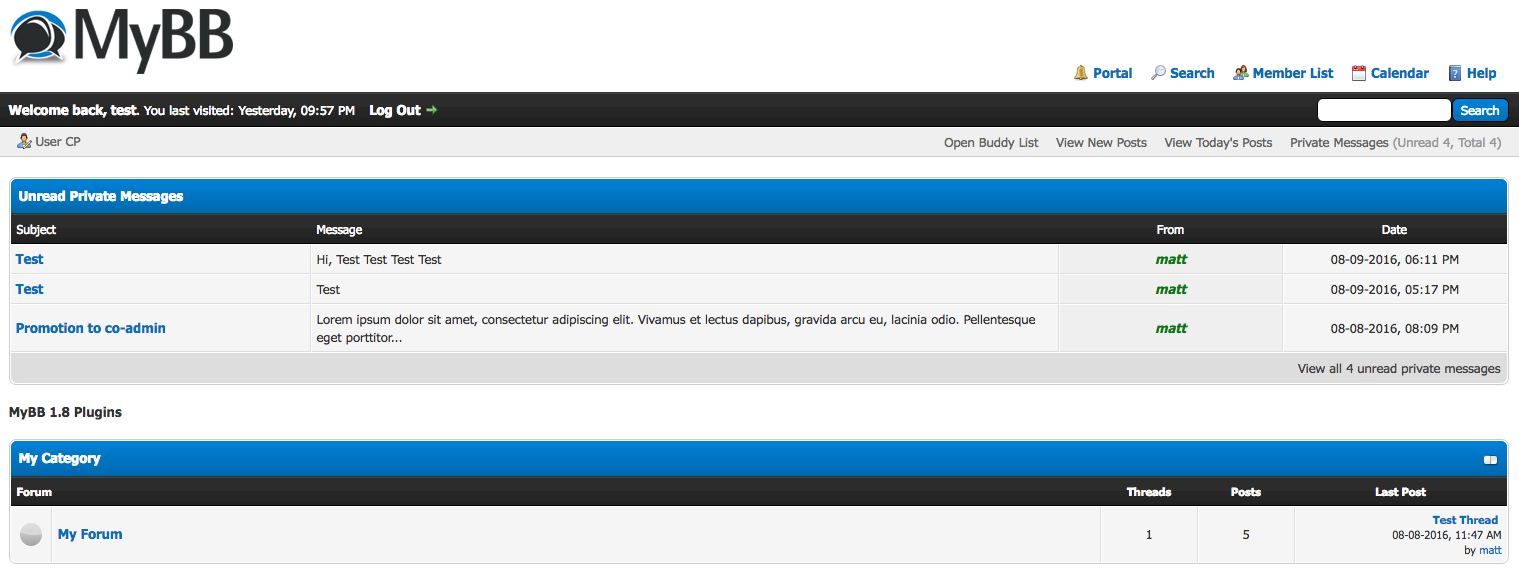 MyBB
Portal Search Member List Calendar Help
Welcome back, test. You last visited: Yesterday, 09:57 PM Log Out
Search
User CP
Open Buddy List View New Posts View Today's Posts Private Messages (Unread 4, Total 4)
Unread Private Messages
Subject Message From Date
Test Hi, Test Test Test Test matt 08-09-2016, 06:11 PM
Test Test matt 08-09-2016, 05:17 PM
Promotion to co-admin Lorem ipsum dolor sit amet, consectetur adipiscing elit. Vivamus et lectus dapibus, gravida arcu eu, lacinia odio. Pellentesque
eget porttitor... matt 08-08-2016, 08:09 PM
View all 4 unread private messages
MyBB 1.8 Plugins
My Category
Forum Threads Posts Last Post
My Forum 1 5 Test Thread
08-08-2016, 11:47 AM
by matt